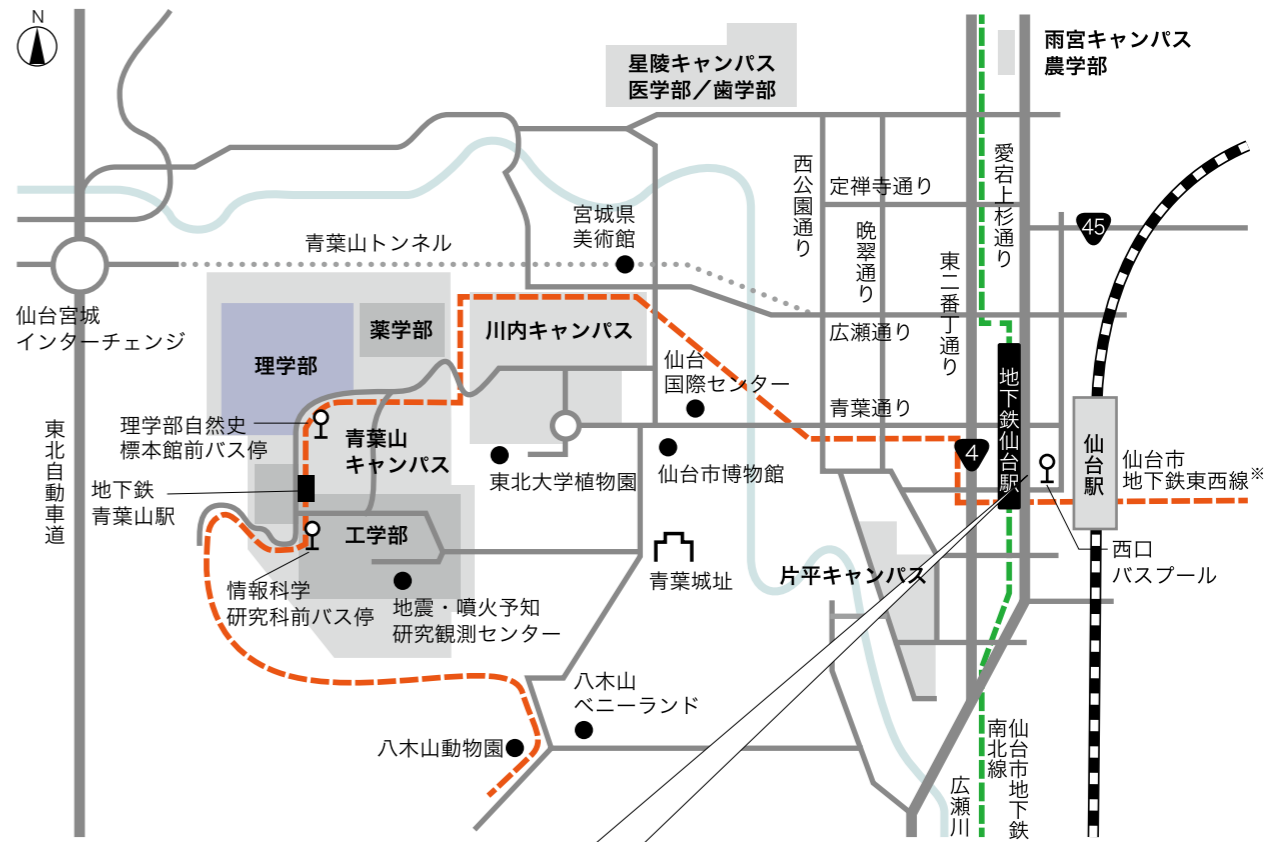 N
星陵キャンパス
医学部／歯学部
雨宮キャンパス
農学部
愛宕上杉通り
西公園通り
定禅寺通り
晩翠通り
東二番丁通り
45
宮城県
美術館
青葉山トンネル
仙台宮城
インターチェンジ
薬学部
理学部
川内キャンパス
広瀬通り
仙台
国際センター
青葉通り
地下鉄仙台駅
仙台駅
4
仙台市
地下鉄東西線※
東北自動車道
理学部自然史
標本館前バス停
青葉山
キャンパス
東北大学植物園
仙台市博物館
地下鉄
青葉山駅
工学部
西口
バスプール
青葉城址
片平キャンパス
情報科学
研究科前バス停
地震・噴火予知
研究観測センター
八木山
ベニーランド
八木山動物園
広瀬川
仙台市地下鉄
南北線